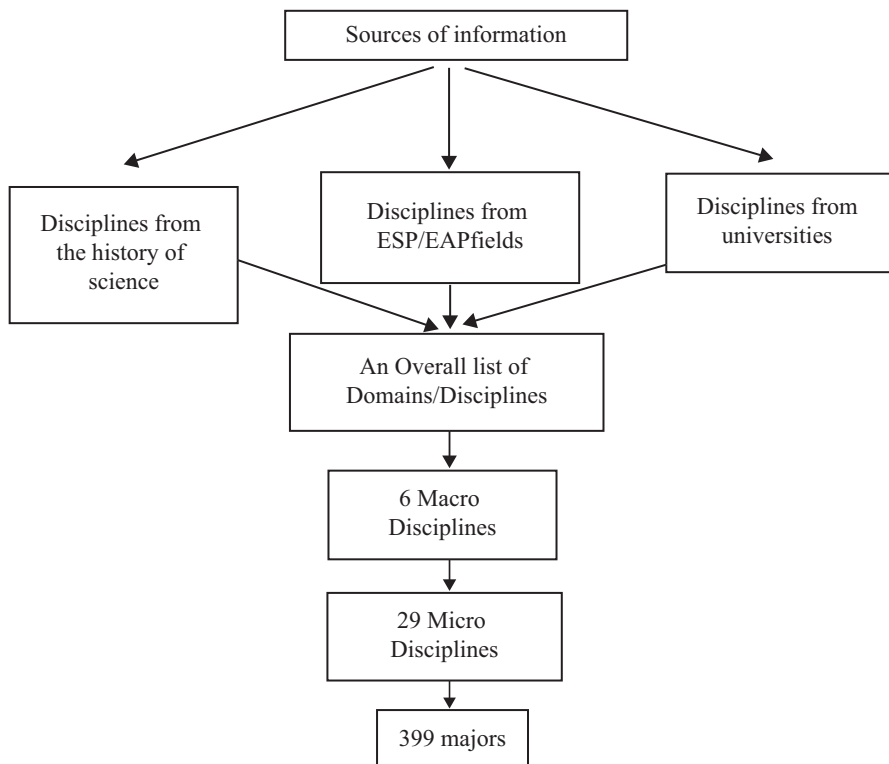 Sources of information
Disciplines from
the history of
science
Disciplines from
ESP/EAPfields
Disciplines from
universities
An Overall list of
Domains/Disciplines
6 Macro
Disciplines
29 Micro
Disciplines
399 majors